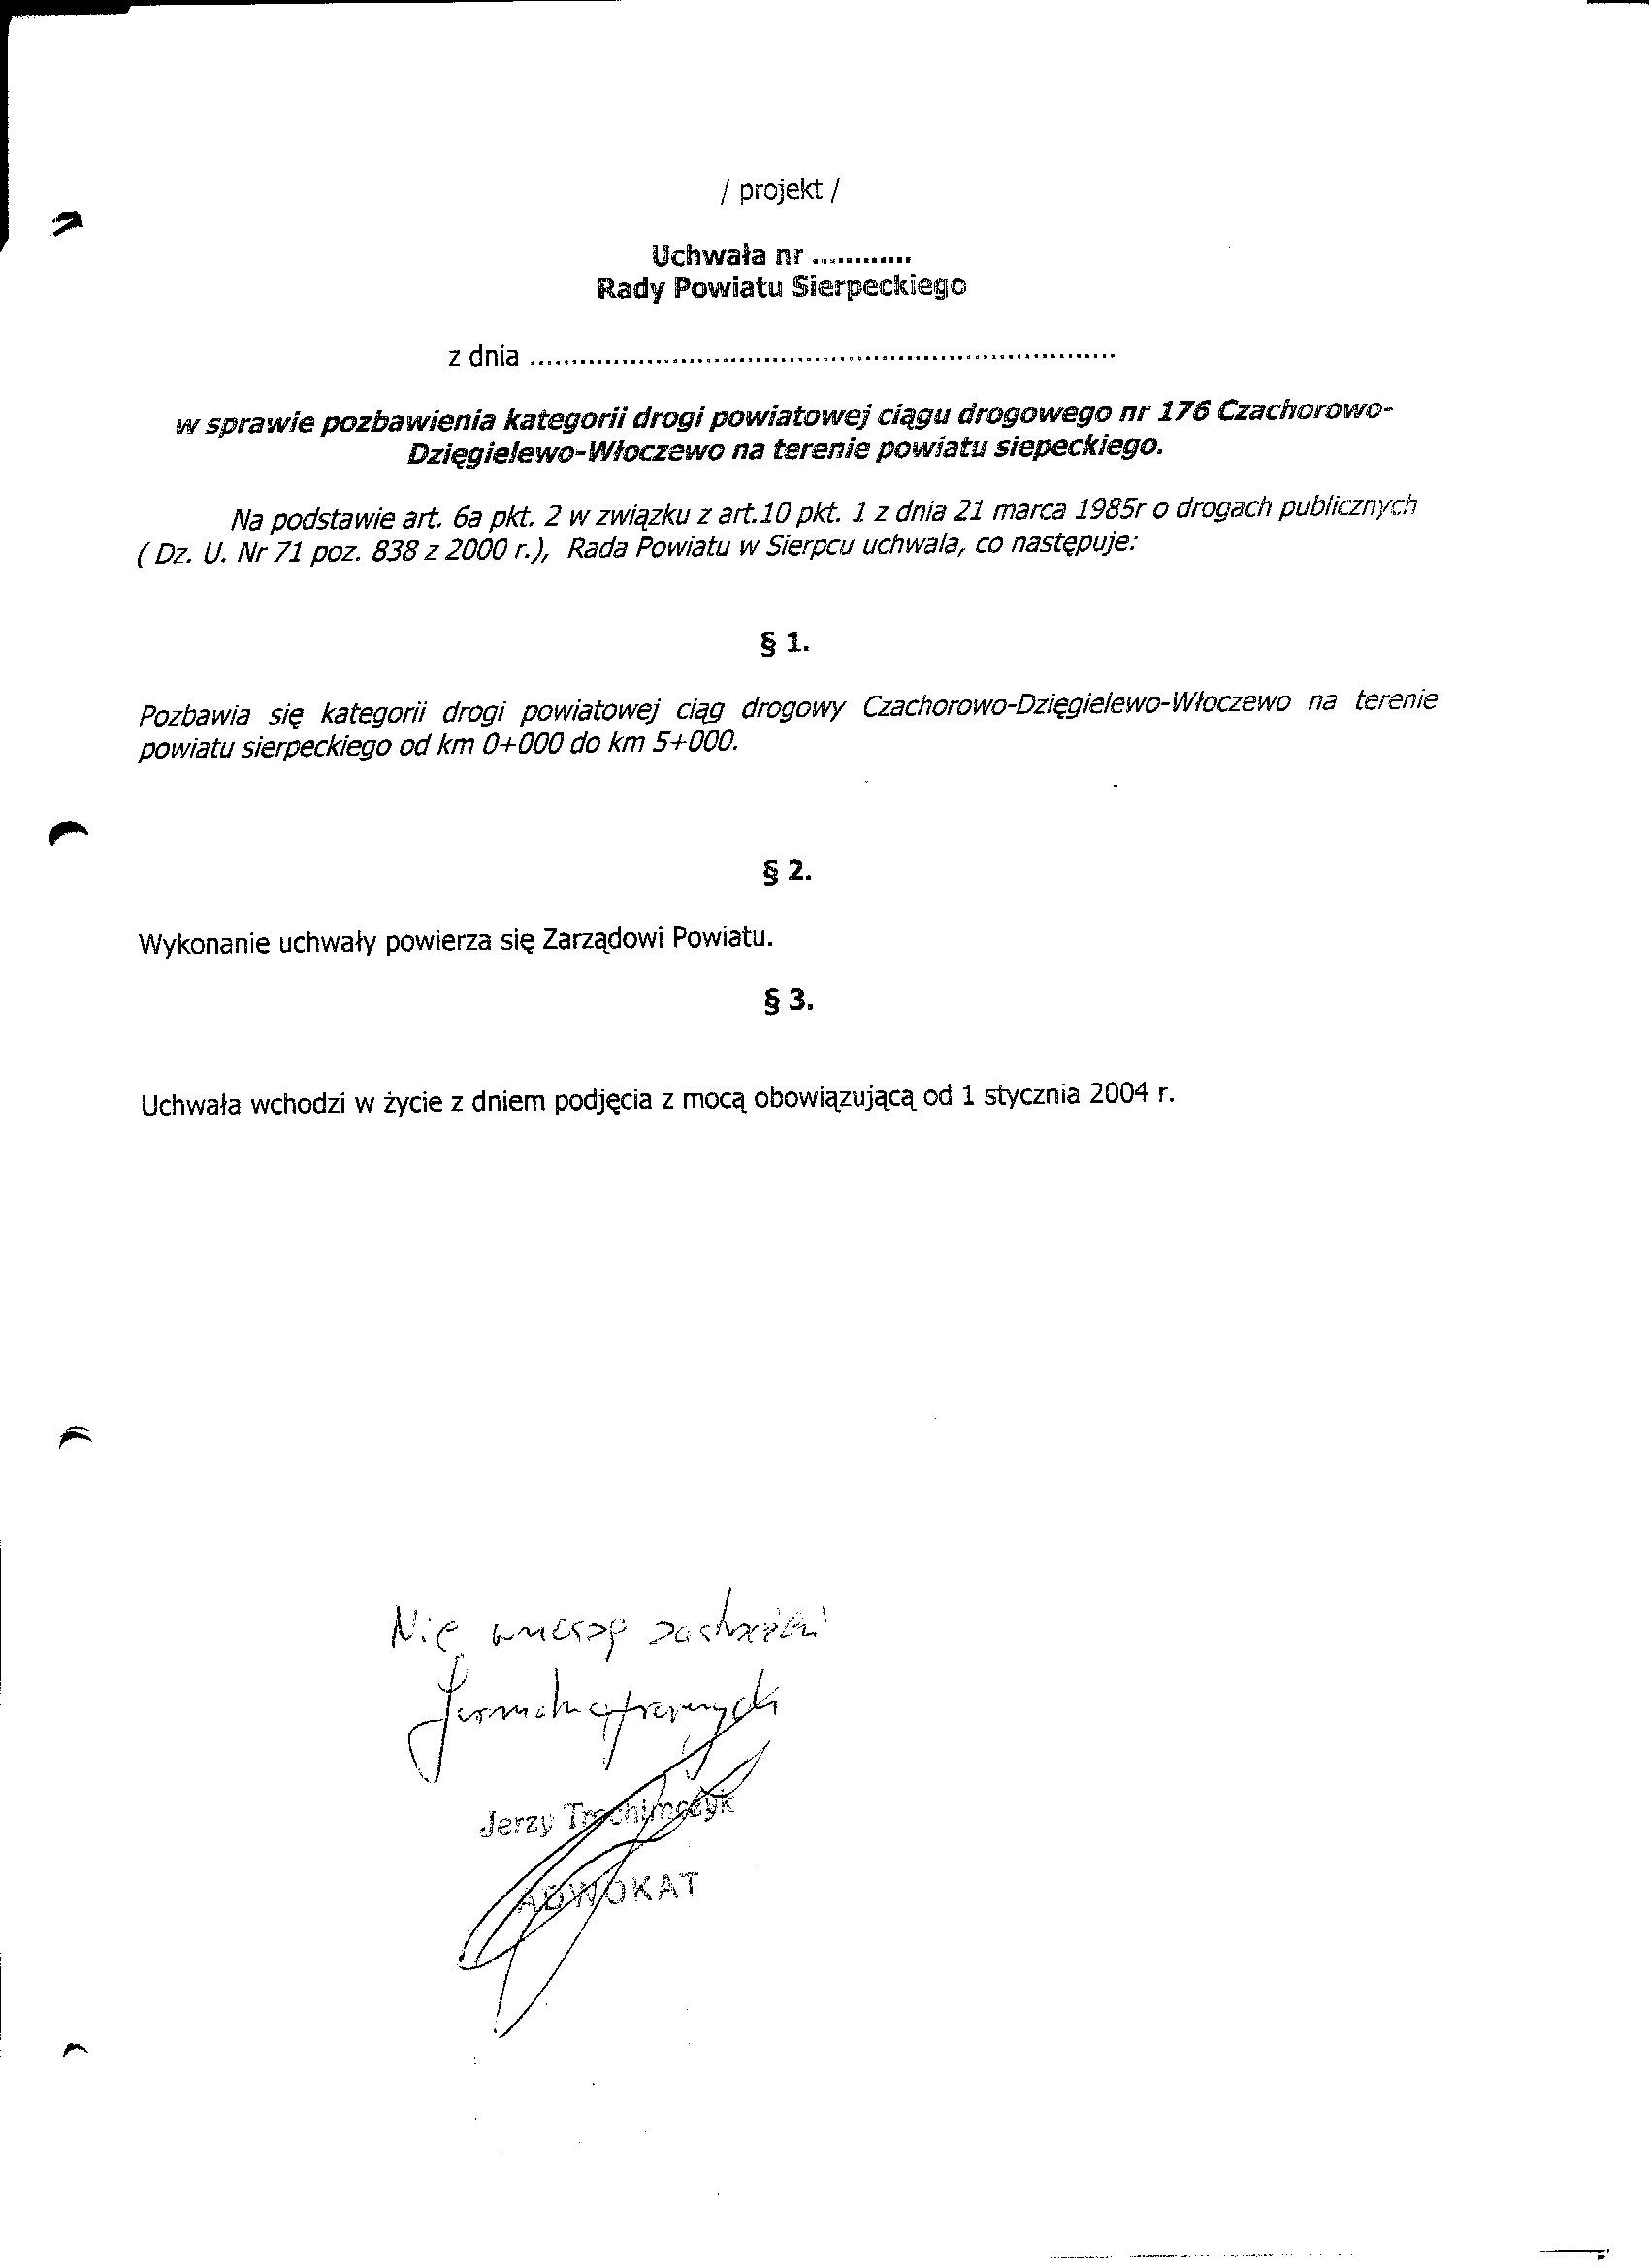 / projekt /
Uchwała nr ............
Rady Powiatu Sierpeckiego
z dnia ......................................................................
w sprawie pozbawienia kategorii drogi powiatowej ciągu drogowego nr 176 Czachorowo-
Dzięgielewo-Włoczewo na terenie powiatu siepeckiego.
Na podstawie art. 6a pkt. 2 w związku z art.10 pkt. 1 z dnia 21 marca 1985r o drogach publicznych
( Dz. U. Nr 71 poz. 838 z 2000 r.), Rada Powiatu w Sierpcu uchwala, co następuje:
§ 1.
Pozbawia się kategorii drogi powiatowej ciąg drogowy Czachorowo-Dzięgielewo-Włoczewo na terenie
powiatu sierpeckiego od km 0+000 do km 5+000.
§ 2.
Wykonanie uchwały powierza się Zarządowi Powiatu.
§ 3.
Uchwała wchodzi w życie z dniem podjęcia z mocą obowiązującą od 1 stycznia 2004 r.
Nie wnoszę zastrzeżeń
formalnoprawnych
Jerzy Trochimczyk
ADWOKAT